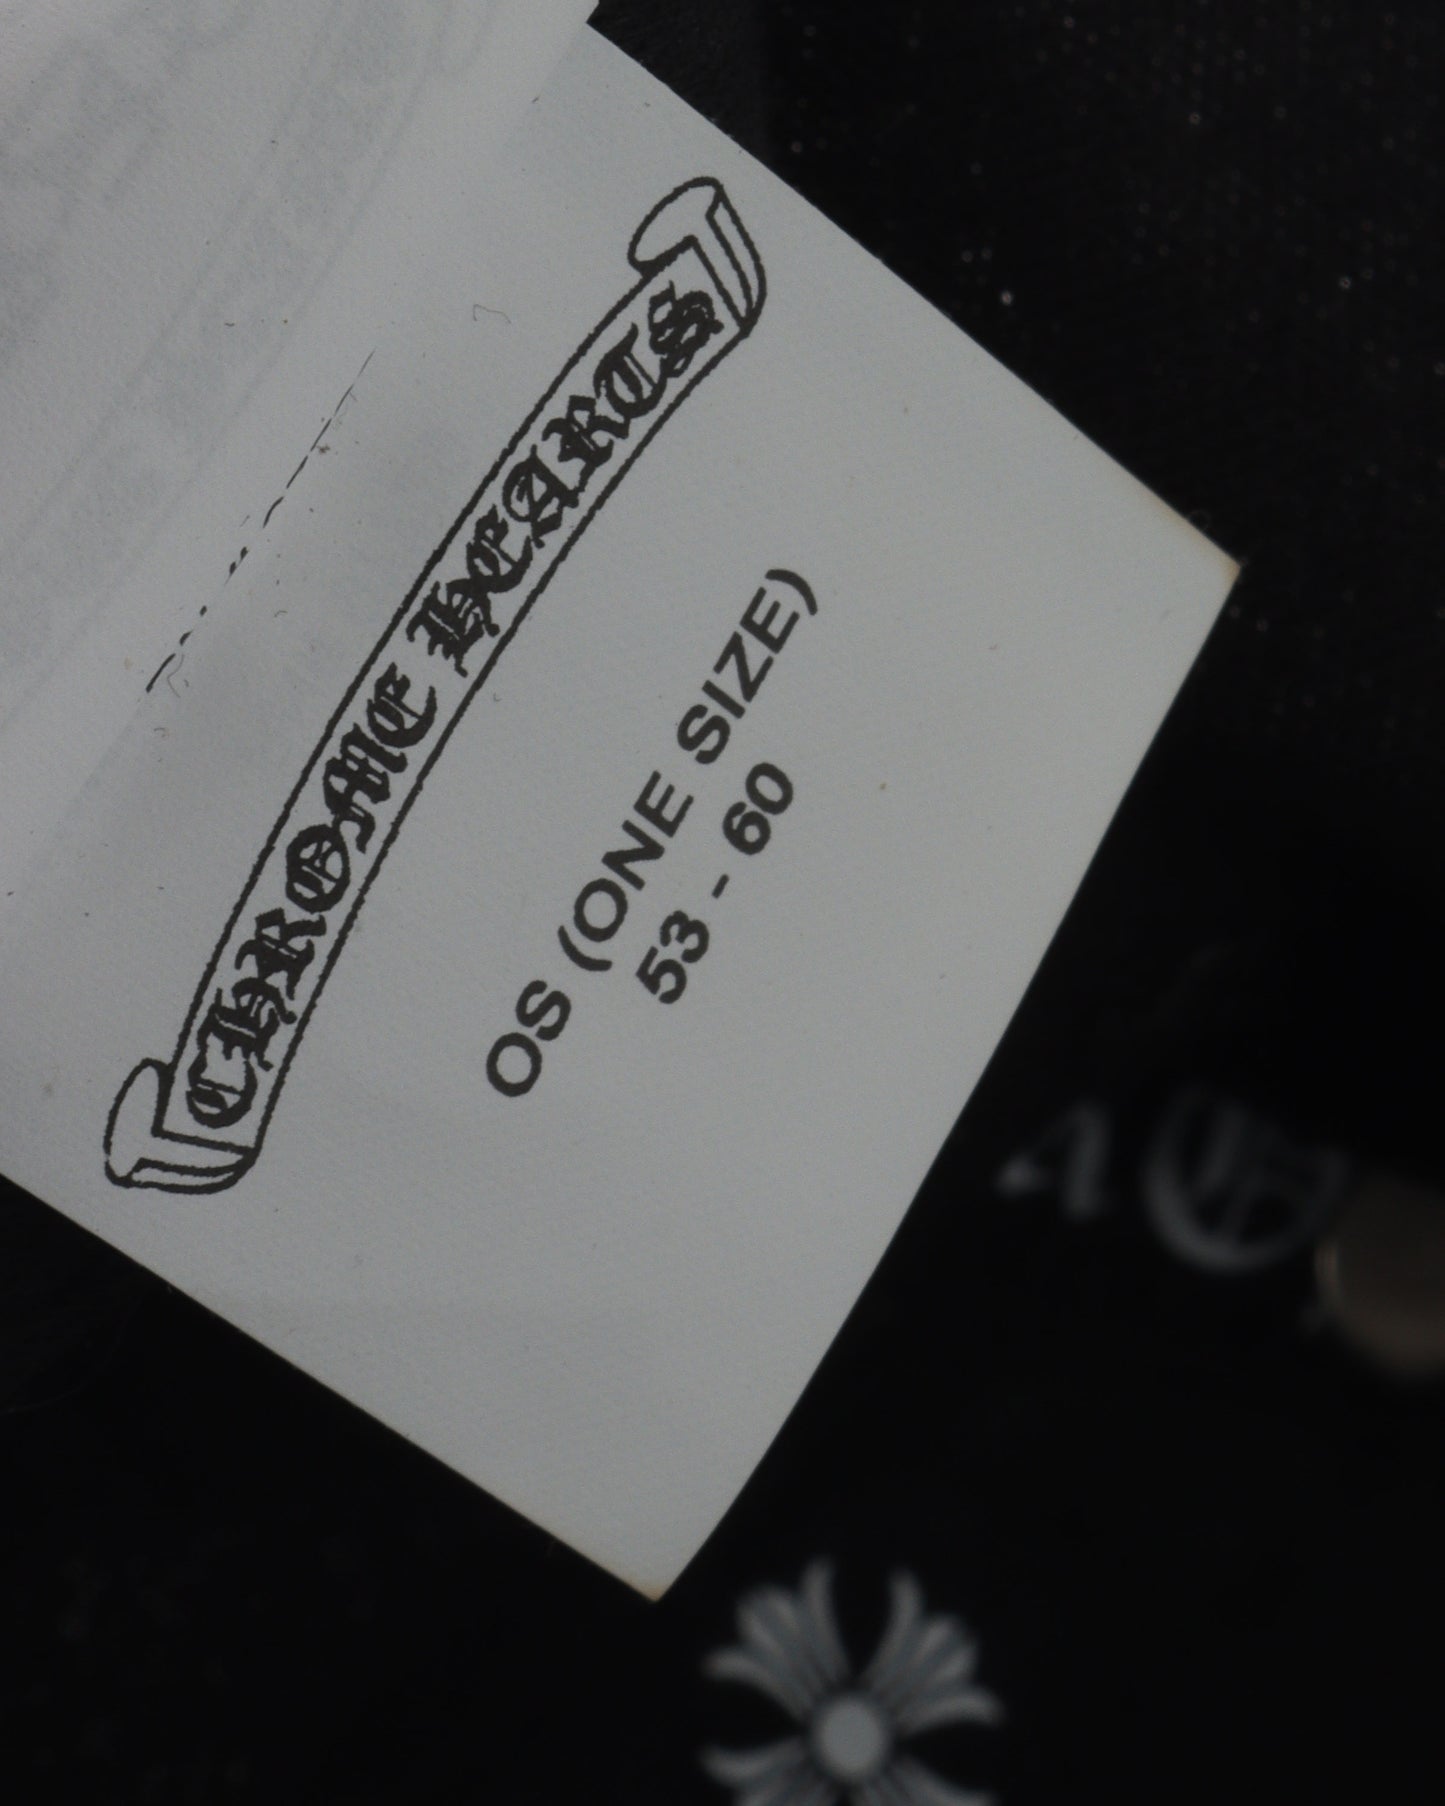 CHROME HEARTS
OS (ONE SIZE)
53 - 60